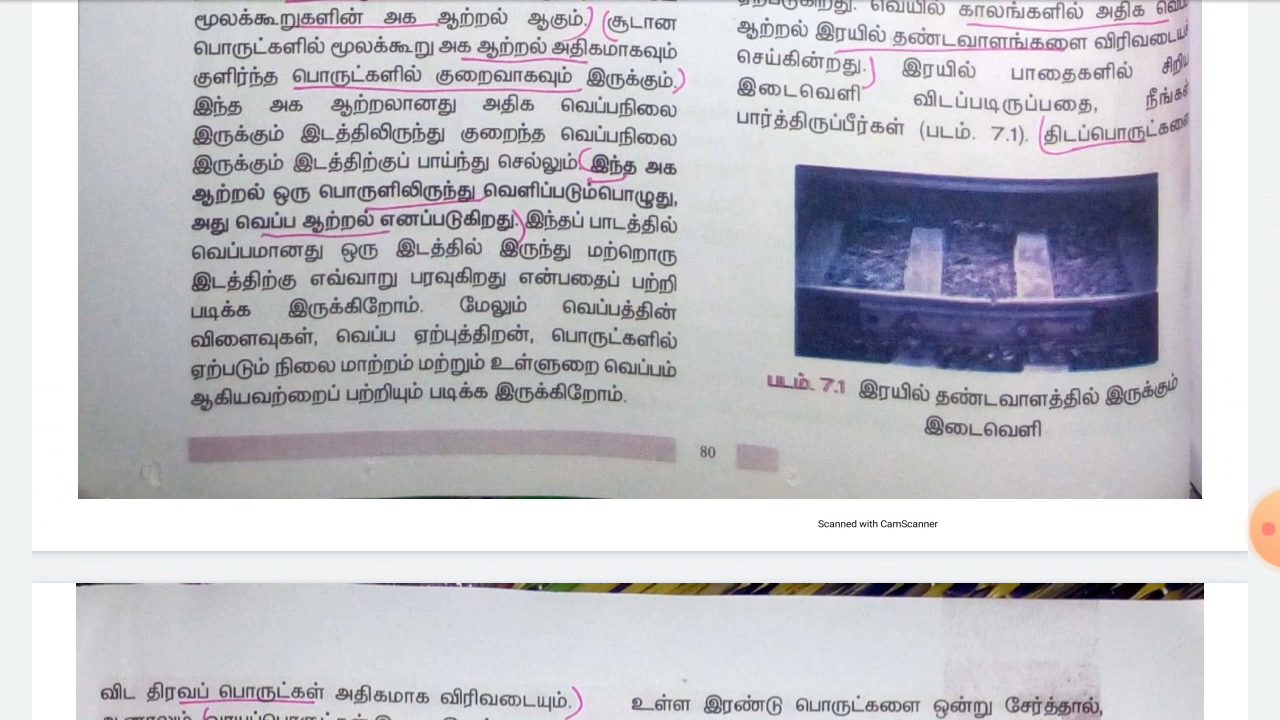 மூலக்கூறுகளின் அக ஆற்றல் ஆகும். சூடான
பொருட்களில் மூலக்கூறு அக ஆற்றல் அதிகமாகவும்
குளிர்ந்த பொருட்களில் குறைவாகவும் இருக்கும்.
இந்த அக ஆற்றலானது அதிக வெப்பநிலை
இருக்கும் இடத்திலிருந்து குறைந்த வெப்பநிலை
இருக்கும் இடத்திற்குப் பாய்ந்து செல்லும். இந்த அக
ஆற்றல் ஒரு பொருளிலிருந்து வெளிப்படும்பொழுது,
அது வெப்ப ஆற்றல் எனப்படுகிறது. இந்தப் பாடத்தில்
வெப்பமானது ஒரு இடத்தில் இருந்து மற்றொரு
இடத்திற்கு எவ்வாறு பரவுகிறது என்பதைப் பற்றி
படிக்க இருக்கிறோம். மேலும் வெப்பத்தின்
விளைவுகள், வெப்ப ஏற்புத்திறன், பொருட்களில்
ஏற்படும் நிலை மாற்றம் மற்றும் உள்ளுறை வெப்பம்
ஆகியவற்றைப் பற்றியும் படிக்க இருக்கிறோம்.
வெயில் காலங்களில் அதிக
ஆற்றல் இரயில் தண்டவாளங்களை விரிவடைய
செய்கின்றது. இரயில் பாதைகளில் சிறிய
இடைவெளி விடப்படிருப்பதை, நீங்கள்
பார்த்திருப்பீர்கள் (படம். 7.1). திடப்பொருட்களை
படம். 7.1 இரயில் தண்டவாளத்தில் இருக்கும்
இடைவெளி
80
Scanned with CamScanner
விட திரவப் பொருட்கள் அதிகமாக விரிவடையும்.
உள்ள இரண்டு பொருட்களை ஒன்று சேர்த்தால்,